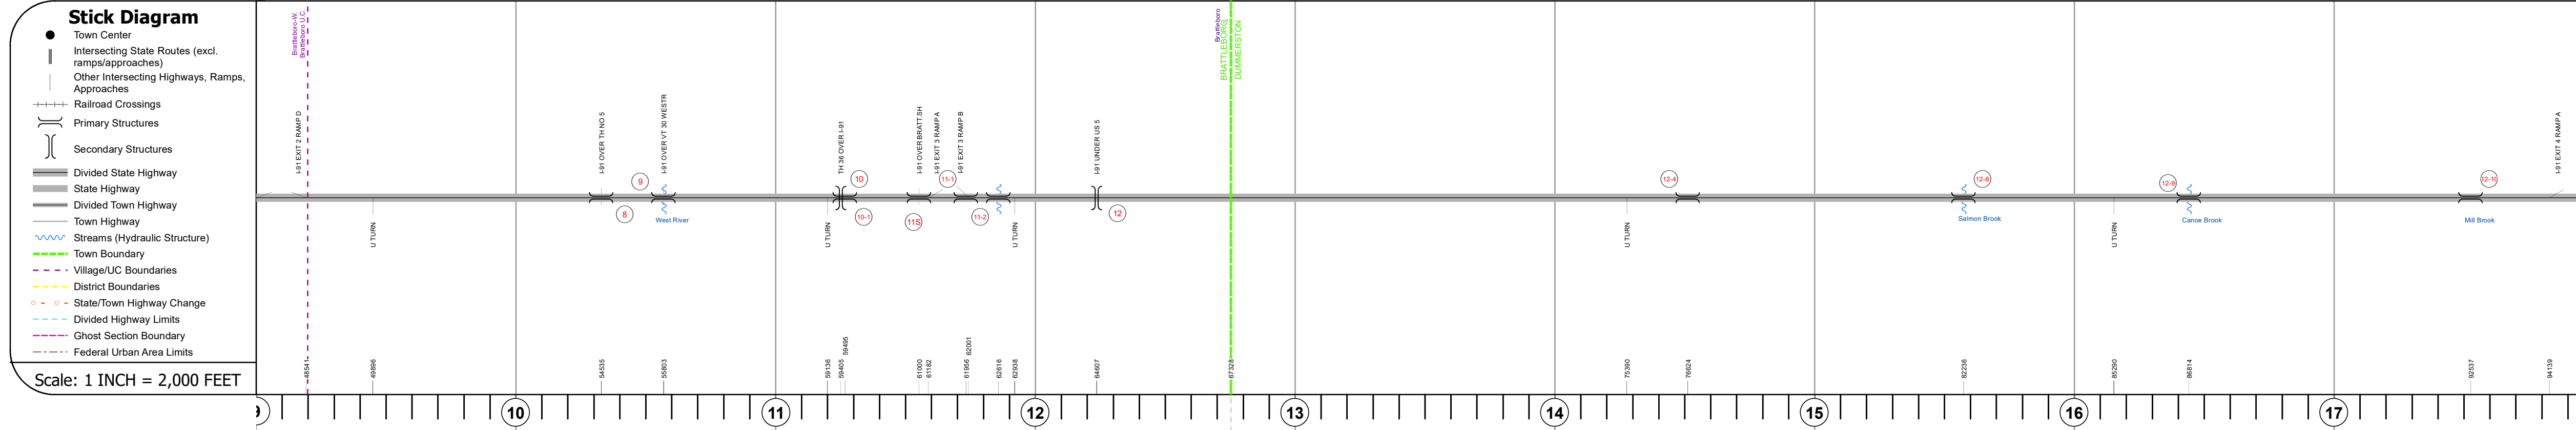 Stick Diagram
Town Center
Intersecting State Routes (excl.
ramps/approaches)
Other Intersecting Highways, Ramps,
Approaches
Railroad Crossings
Primary Structures
Secondary Structures
Divided State Highway
State Highway
Divided Town Highway
Town Highway
Streams (Hydraulic Structure)
Town Boundary
Village/UC Boundaries
District Boundaries
State/Town Highway Change
Divided Highway Limits
Ghost Section Boundary
Federal Urban Area Limits
Scale: 1 INCH = 2,000 FEET
Brattleboro-W.
Brattleboro U.C.
Brattleboro
BRATTLEBORO
DUMMERSTON
I-91 EXIT 2 RAMP D
I-91 OVER TH NO 5
I-91 OVER VT 30 WESTR
TH 36 OVER I-91
I-91 OVER BRATT.SH
I-91 EXIT 3 RAMP A
I-91 EXIT 3 RAMP B
I-91 UNDER US 5
I-91 EXIT 4 RAMP A
8
9
10
10-1
11S
11-1
11-2
12
12-4
12-6
12-9
12-10
West River
Salmon Brook
Canoe Brook
Mill Brook
U TURN
U TURN
U TURN
U TURN
U TURN
48541
49896
54535
55803
59136
59405
59495
61000
61182
61956
62001
62616
62938
64607
67328
75390
76624
82236
85290
86814
92537
94139
9
10
11
12
13
14
15
16
17